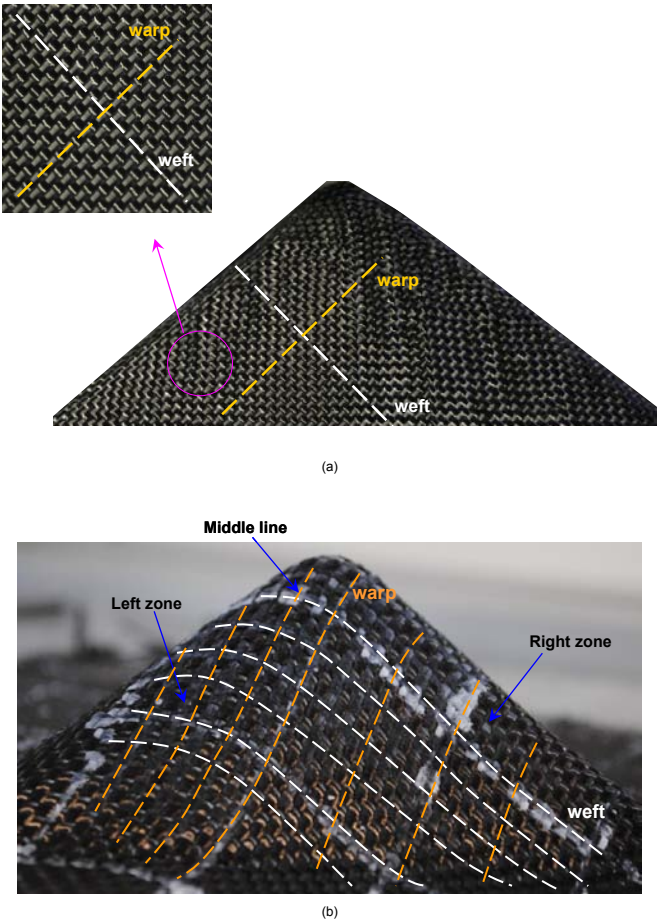 warp
weft
warp
weft
(a)
Middle line
warp
Left zone
Right zone
weft
(b)